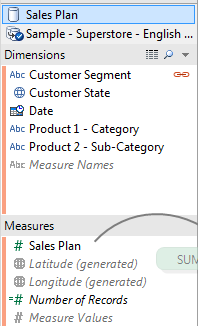 Sales Plan
Sample - Superstore - English ...
Dimensions
Abc Customer Segment
Customer State
Date
Abc Product 1 - Category
Abc Product 2 - Sub-Category
Abc Measure Names
Measures
# Sales Plan
Latitude (generated)
SUM
Longitude (generated)
=# Number of Records
# Measure Values